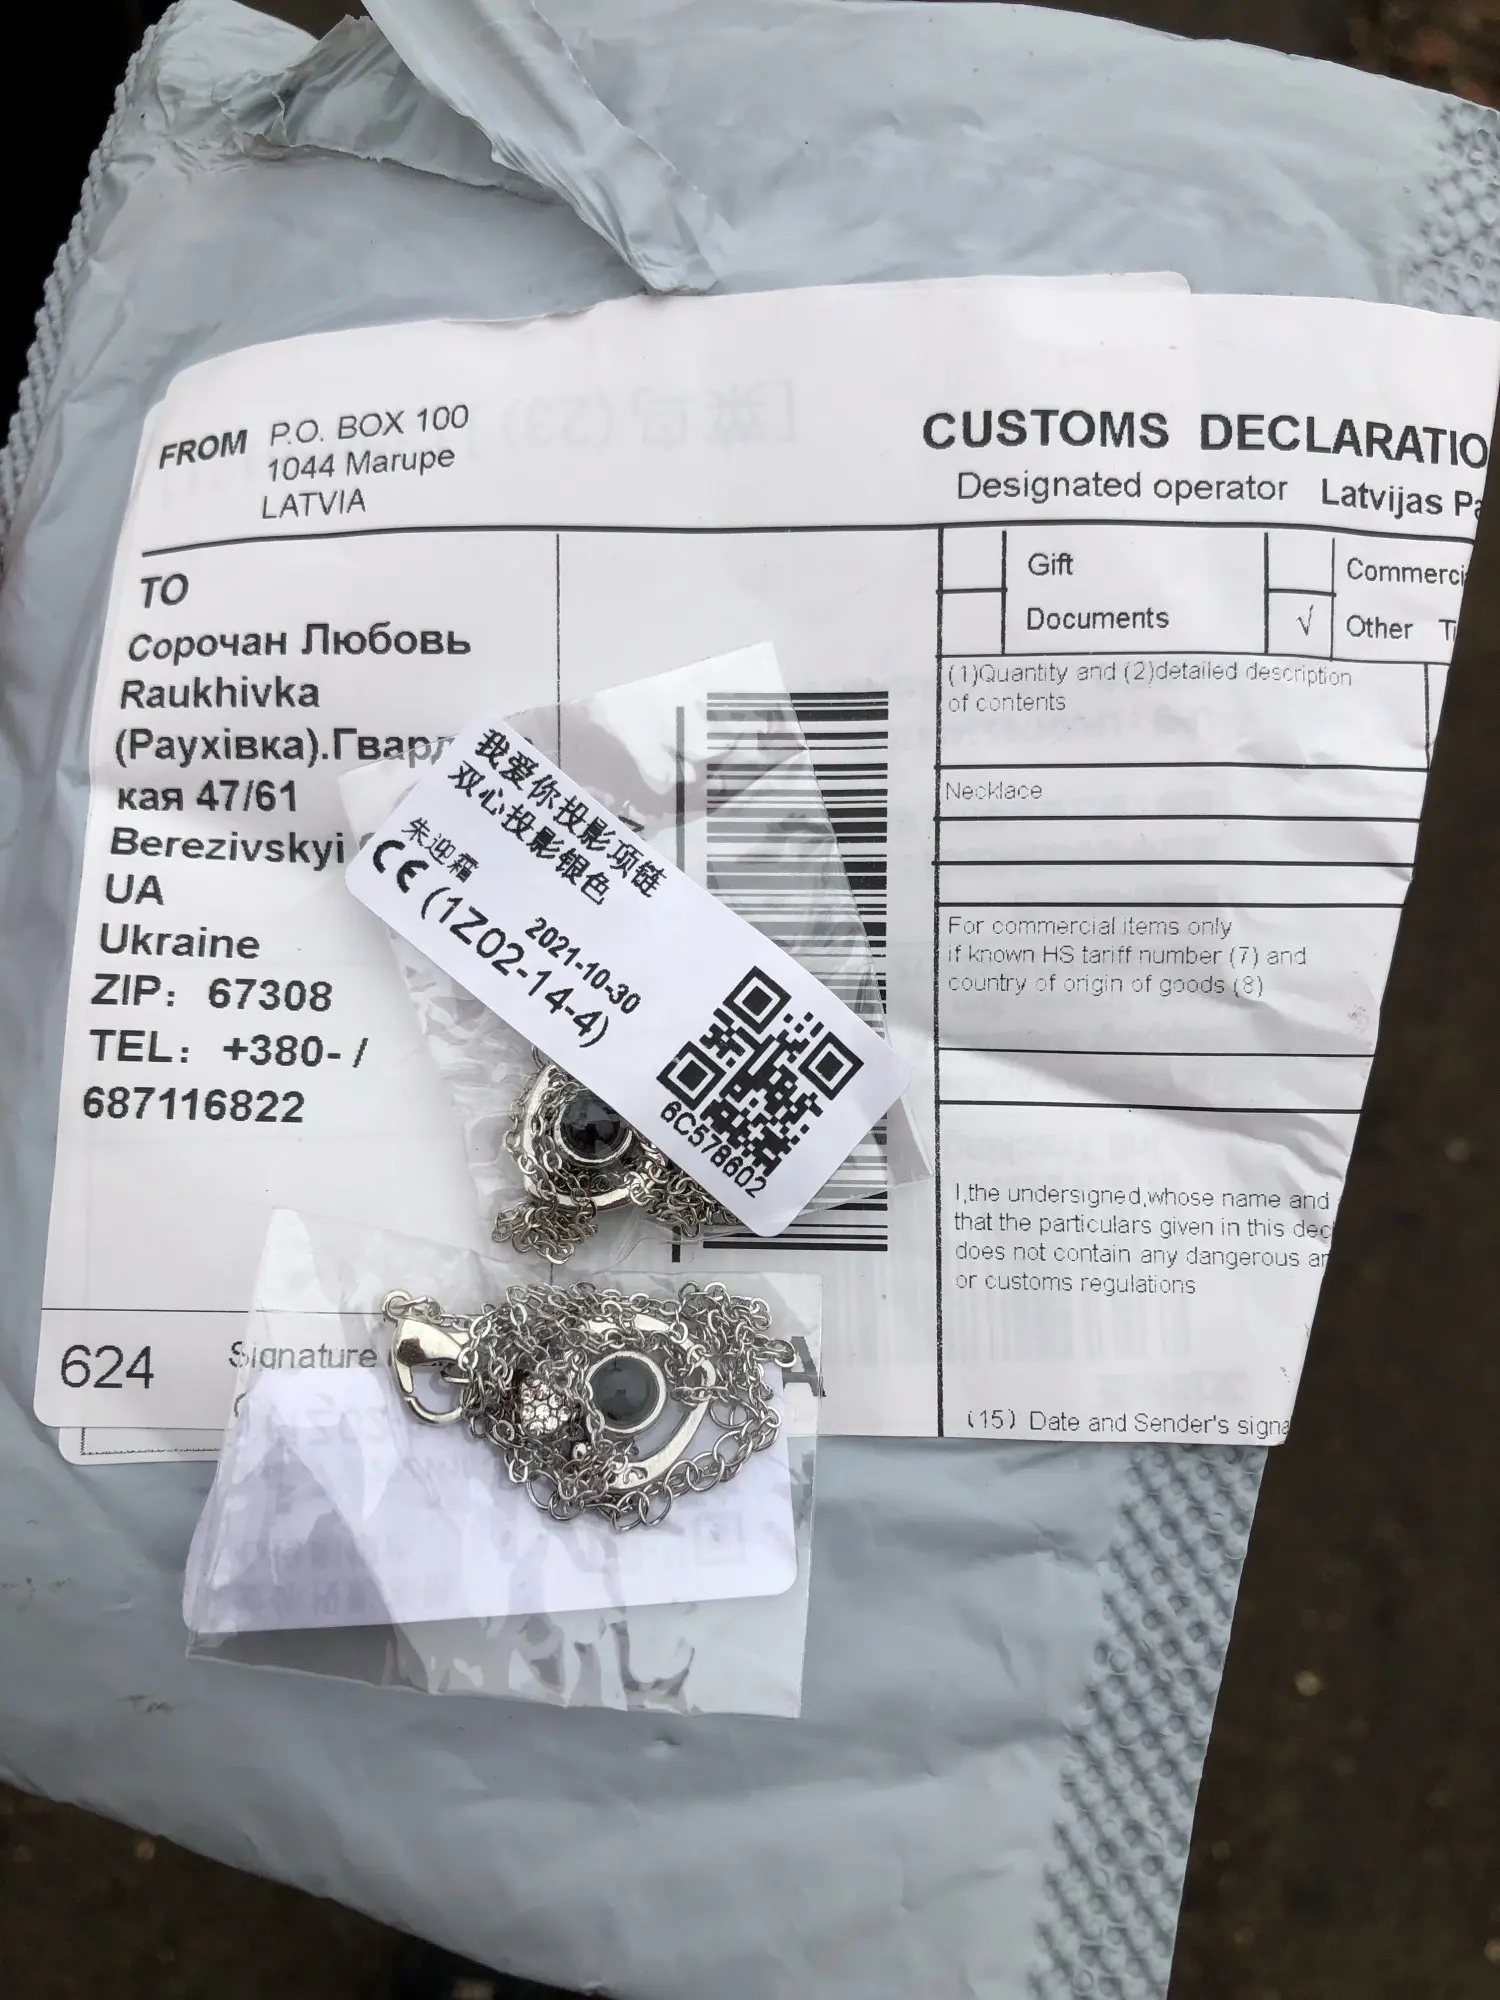 FROM P.O. BOX 100
1044 Marupe
LATVIA
CUSTOMS DECLARATIO
Designated operator Latvijas Pa
TO
Сорочан Любовь
Raukhivka
(Рауxiвка).Гвард
кая 47/61
Berezivskyi
UA
Ukraine
ZIP: 67308
TEL: +380- /
687116822
624
Signature
Gift
Commerci
Documents
√ Other T
(1)Quantity and (2)detailed description
of contents
Necklace
For commercial items only
if known HS tariff number (7) and
country of origin of goods (8)
I,the undersigned,whose name and
that the particulars given in this dec
does not contain any dangerous ar
or customs regulations
(15) Date and Sender's signa
我爱你投影项链
双心投影银色
朱迎霜
2021-10-30
CE (1Z02-14-4)
6C578602